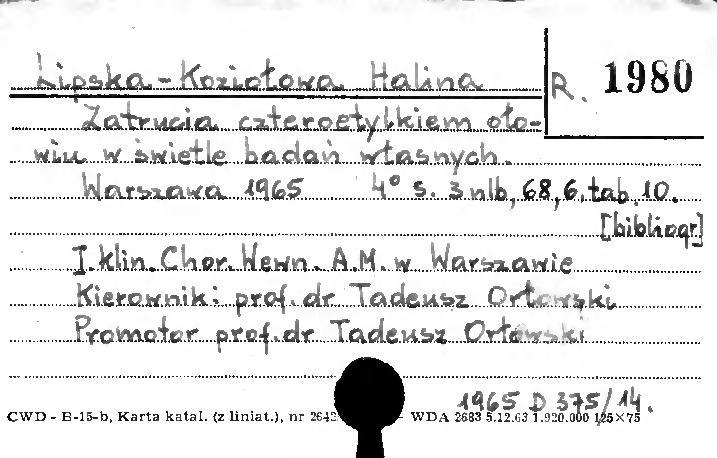 Lipska-Koziołowa Halina R. 1980
Zatrucia czteroetylkiem oło-
wiu w świetle badań własnych.
Warszawa 1965 4° s. 3 nlb, 68, 6, tab. 10.
[bibliogr]
I. Klin. Chor. Wewn. A.M. w Warszawie
Kierownik: prof. dr Tadeusz Orłowski
Promotor prof. dr Tadeusz Orłowski
1965 D 375/14.
CWD - B-15-b, Karta katal. (z liniat.), nr WDA 2683 5.12.63 1.920.000 125×75